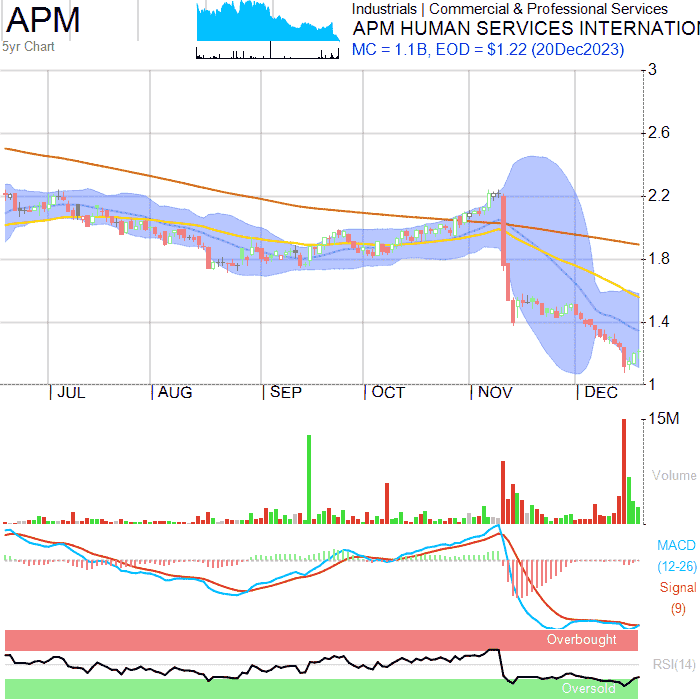 APM
5yr Chart
Industrials | Commercial & Professional Services
APM HUMAN SERVICES INTERNATIO
MC = 1.1B, EOD = $1.22 (20Dec2023)
3
2.6
2.2
1.8
1.4
1
JUL
AUG
SEP
OCT
NOV
DEC
15M
Volume
MACD
(12-26)
Signal
(9)
Overbought
RSI(14)
Oversold